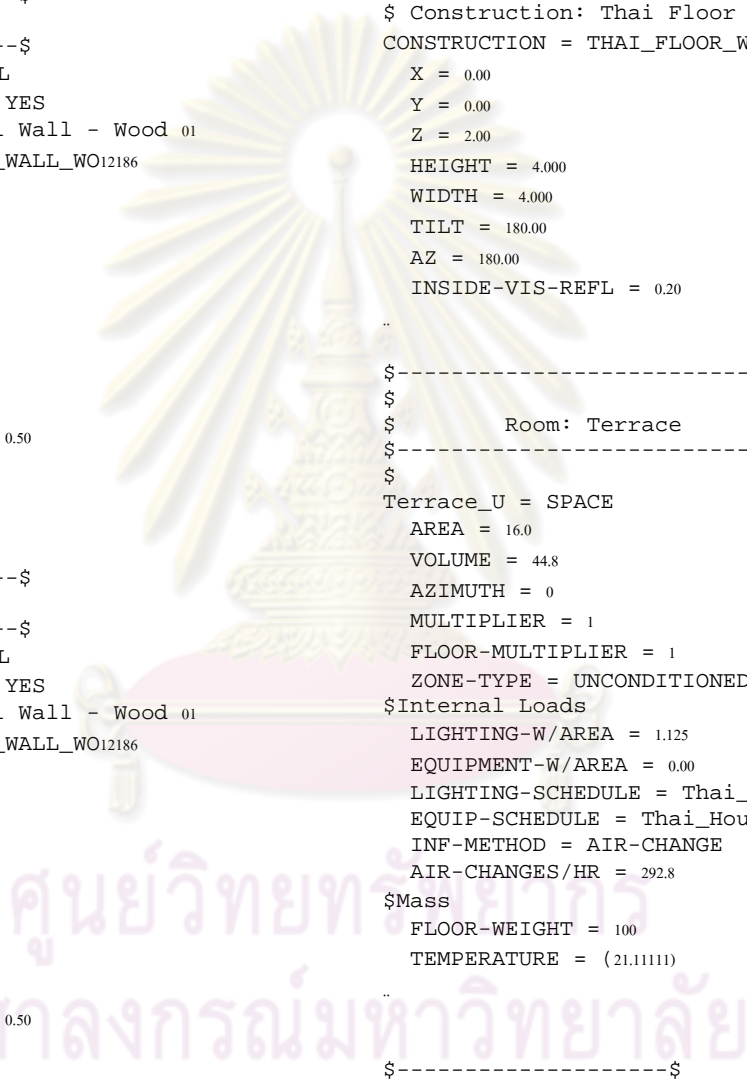 --$
L
YES
l Wall - Wood 01
_WALL_WO12186
0.50
--$
--$
L
YES
l Wall - Wood 01
_WALL_WO12186
0.50
$ Construction: Thai Floor
CONSTRUCTION = THAI_FLOOR_W
X = 0.00
Y = 0.00
Z = 2.00
HEIGHT = 4.000
WIDTH = 4.000
TILT = 180.00
AZ = 180.00
INSIDE-VIS-REFL = 0.20
..
$--------------------------
$
$ Room: Terrace
$--------------------------
$
Terrace_U = SPACE
AREA = 16.0
VOLUME = 44.8
AZIMUTH = 0
MULTIPLIER = 1
FLOOR-MULTIPLIER = 1
ZONE-TYPE = UNCONDITIONED
$Internal Loads
LIGHTING-W/AREA = 1.125
EQUIPMENT-W/AREA = 0.00
LIGHTING-SCHEDULE = Thai_
EQUIP-SCHEDULE = Thai_Hou
INF-METHOD = AIR-CHANGE
AIR-CHANGES/HR = 292.8
$Mass
FLOOR-WEIGHT = 100
TEMPERATURE = (21.11111)
..
$--------------------$
ศูนย์วิทยทรัพยากร
าลงกรณ์มหาวิทยาลัย